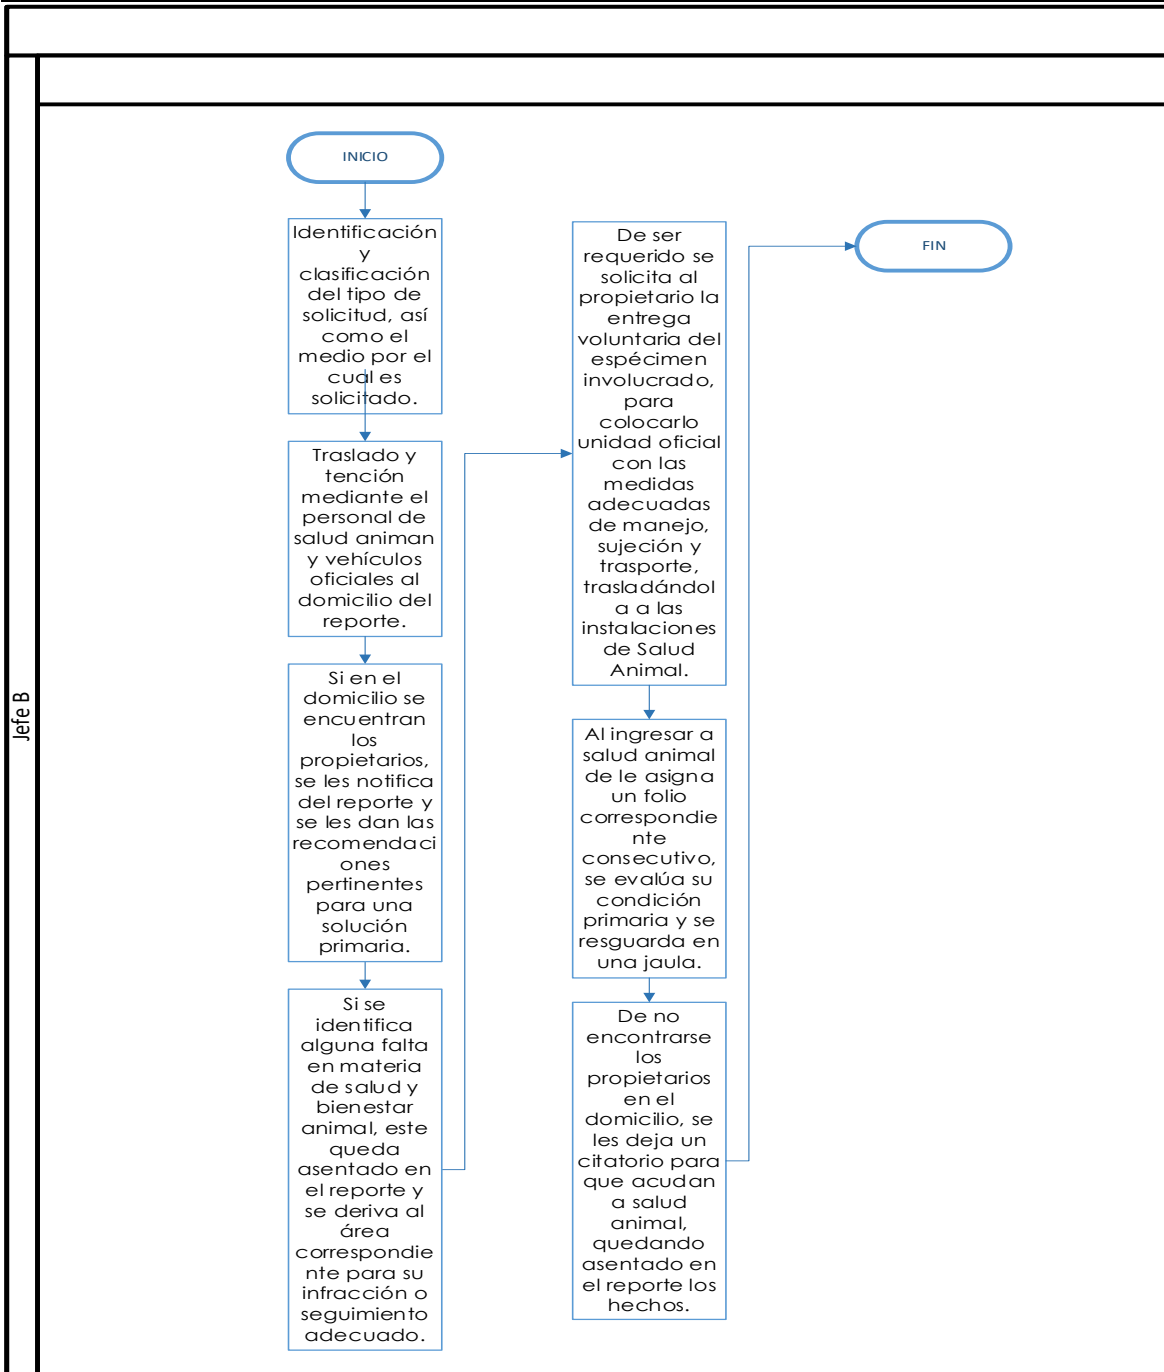 INICIO
Identificación
y
clasificación
del tipo de
solicitud, así
como el
medio por el
cual es
solicitado.
Traslado y
tención
mediante el
personal de
salud animan
y vehículos
oficiales al
domicilio del
reporte.
Si en el
domicilio se
encuentran
los
propietarios,
se les notifica
del reporte y
se les dan las
recomendaci
ones
pertinentes
para una
solución
primaria.
Si se
identifica
alguna falta
en materia
de salud y
bienestar
animal, este
queda
asentado en
el reporte y
se deriva al
área
correspondie
nte para su
infracción o
seguimiento
adecuado.
De ser
requerido se
solicita al
propietario la
entrega
voluntaria del
espécimen
involucrado,
para
colocarlo
unidad oficial
con las
medidas
adecuadas
de manejo,
sujeción y
trasporte,
trasladándol
a a las
instalaciones
de Salud
Animal.
Al ingresar a
salud animal
de le asigna
un folio
correspondie
nte
consecutivo,
se evalúa su
condición
primaria y se
resguarda en
una jaula.
De no
encontrarse
los
propietarios
en el
domicilio, se
les deja un
citatorio para
que acudan
a salud
animal,
quedando
asentado en
el reporte los
hechos.
FIN
Jefe B